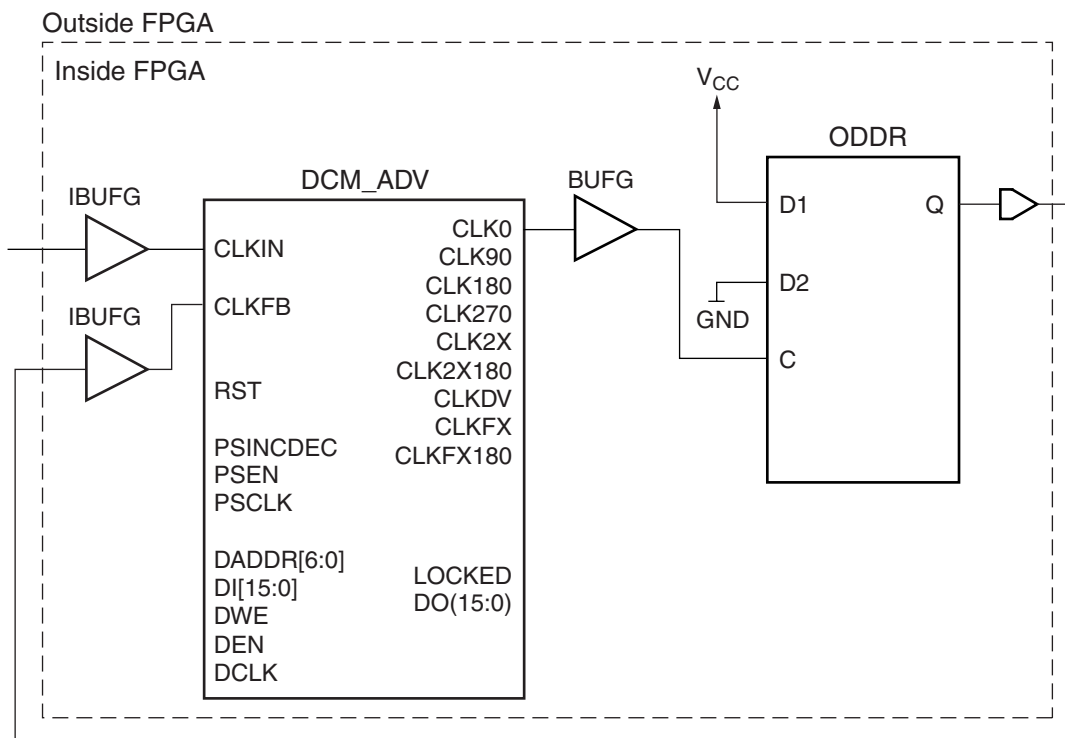 Outside FPGA
Inside FPGA
IBUFG
IBUFG
DCM_ADV
CLKIN
CLKFB
RST
PSINCDEC
PSEN
PSCLK
DADDR[6:0]
DI[15:0]
DWE
DEN
DCLK
CLK0
CLK90
CLK180
CLK270
CLK2X
CLK2X180
CLKDV
CLKFX
CLKFX180
LOCKED
DO(15:0)
BUFG
VCC
GND
ODDR
D1
D2
C
Q